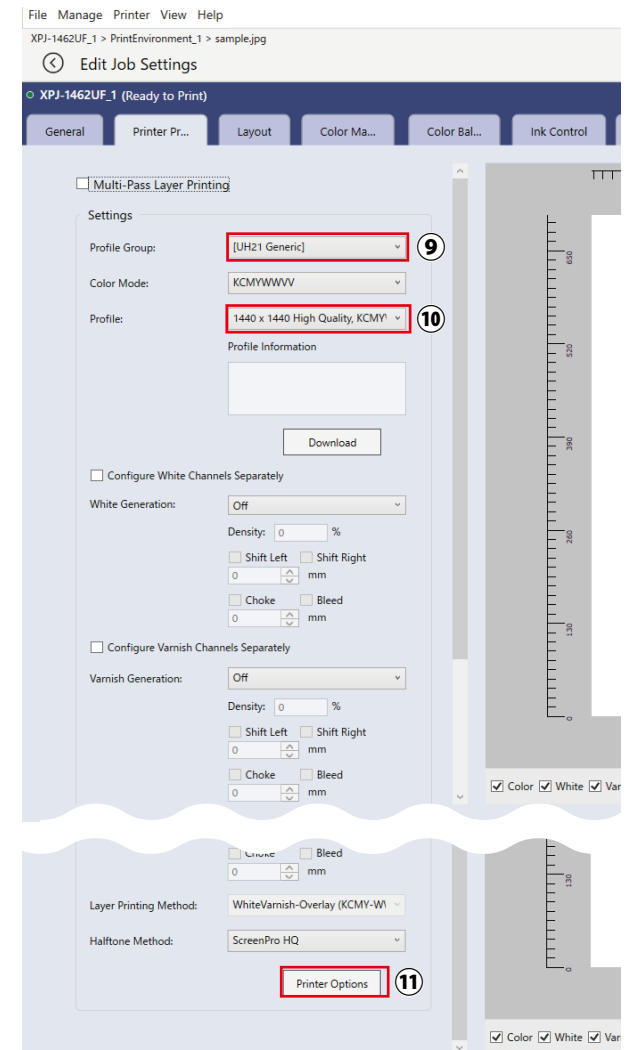 File Manage Printer View Help
XPJ-1462UF_1 > PrintEnvironment_1 > sample.jpg
Edit Job Settings
XPJ-1462UF_1 (Ready to Print)
General Printer Pr... Layout Color Ma... Color Bal... Ink Control
Multi-Pass Layer Printing
Settings
Profile Group: [UH21 Generic] ⑨
Color Mode: KCMYWWVV
Profile: 1440 x 1440 High Quality, KCMY ⑩
Profile Information
Download
Configure White Channels Separately
White Generation: Off
Density: 0 %
Shift Left Shift Right
0 mm
Choke Bleed
0 mm
Configure Varnish Channels Separately
Varnish Generation: Off
Density: 0 %
Shift Left Shift Right
0 mm
Choke Bleed
0 mm
650
520
390
260
130
0
Color White Var
Choke Bleed
0 mm
Layer Printing Method: WhiteVarnish-Overlay (KCMY-W
Halftone Method: ScreenPro HQ
Printer Options ⑪
130
0
Color White Var